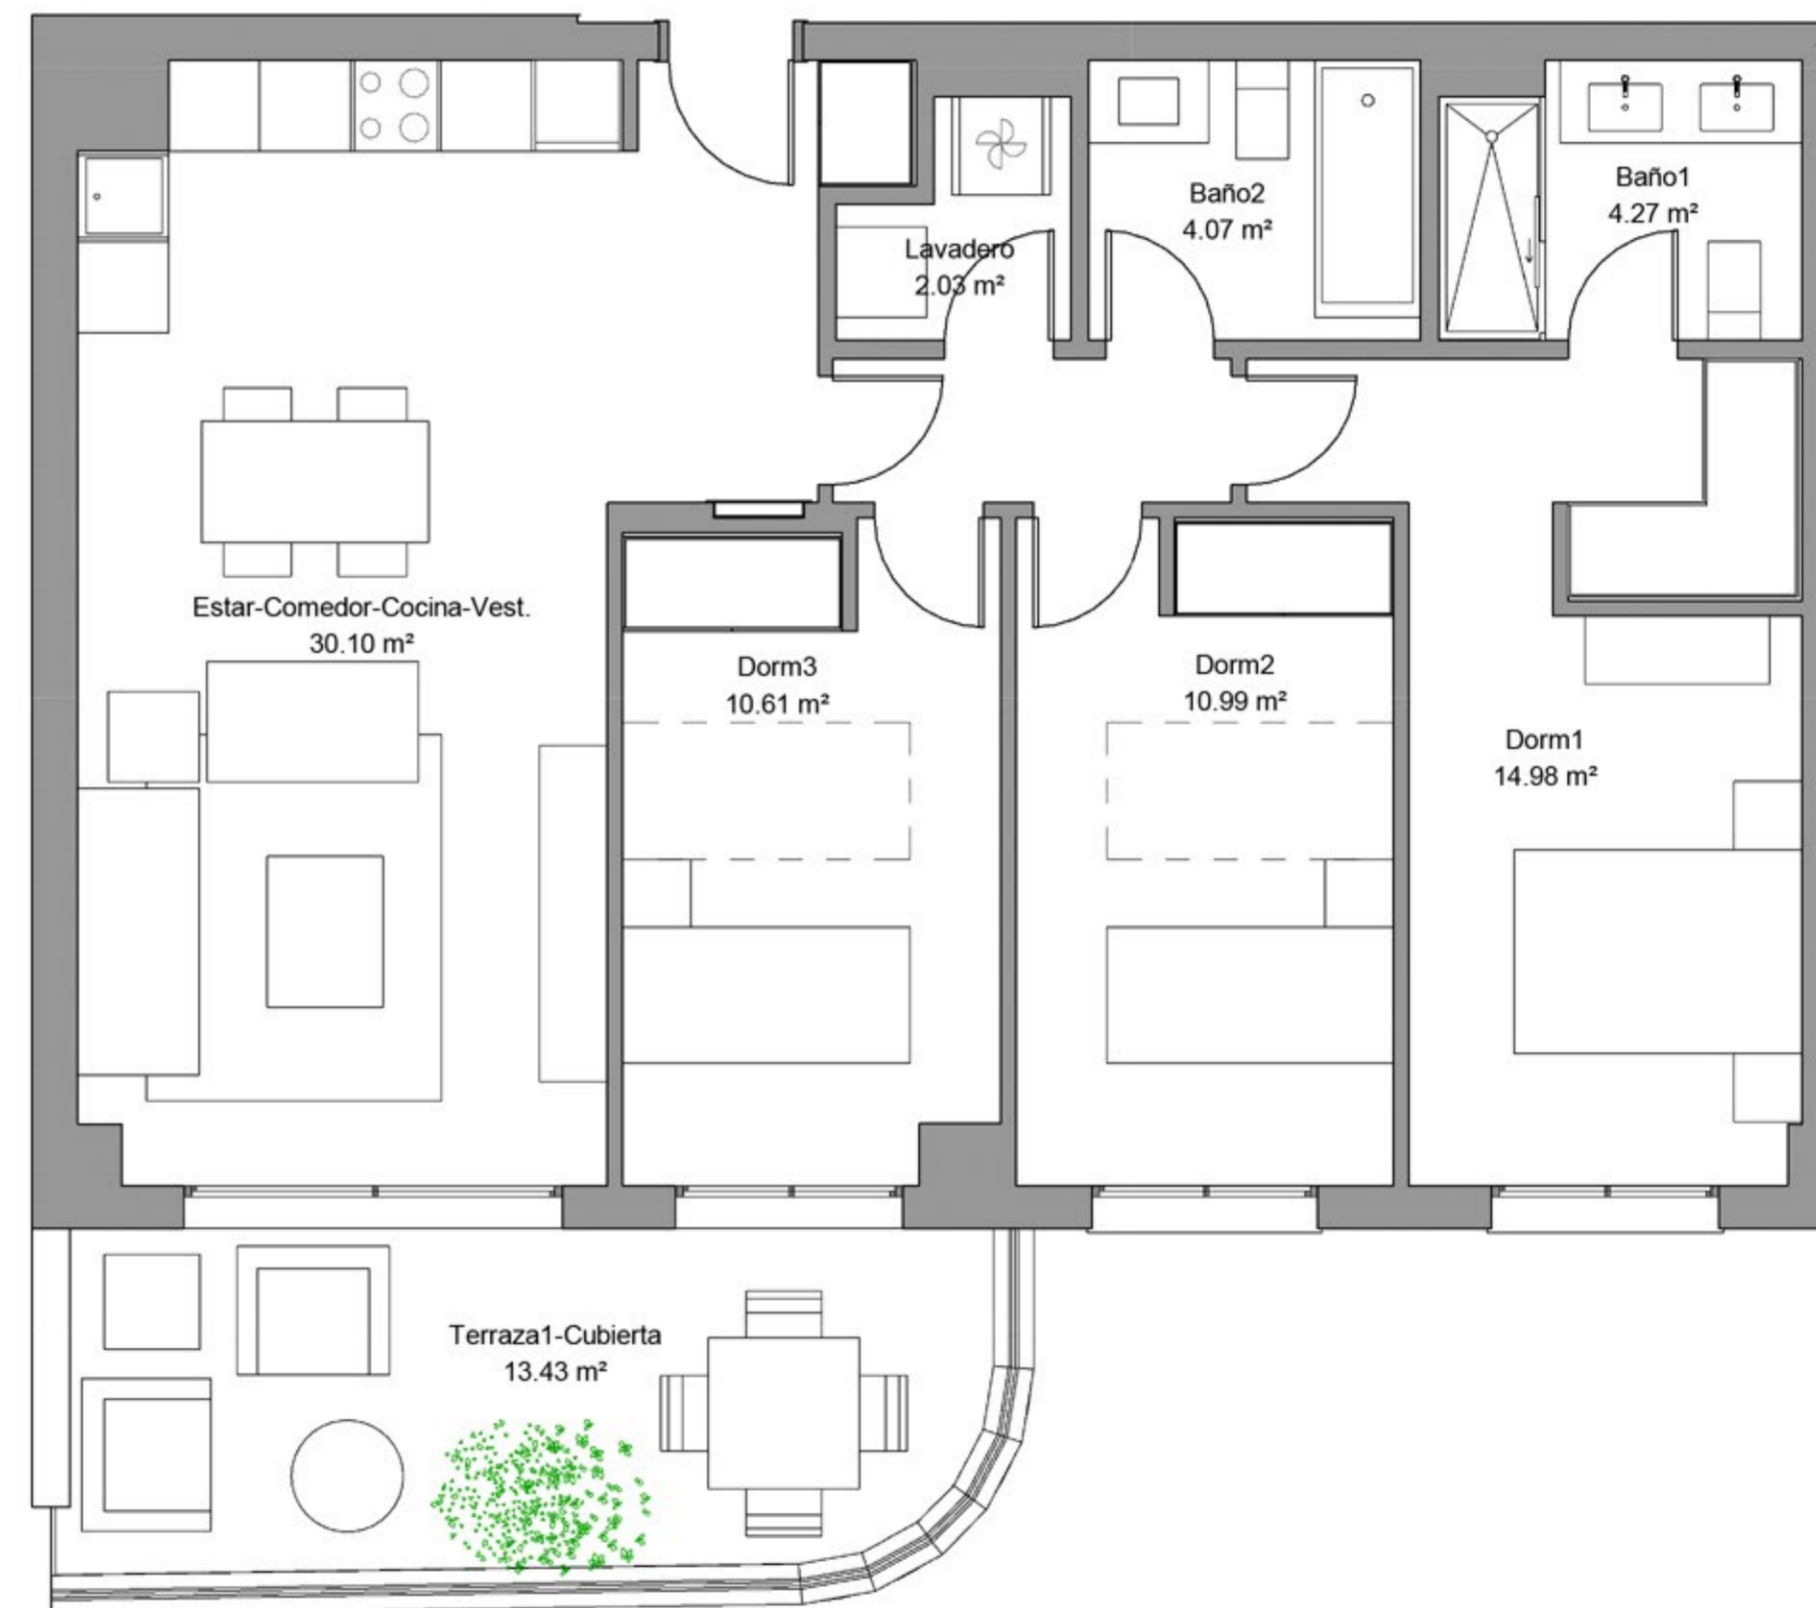 Baño1
4.27 m²
Baño2
4.07 m²
Lavadero
2.03 m²
Estar-Comedor-Cocina-Vest.
30.10 m²
Dorm3
10.61 m²
Dorm2
10.99 m²
Dorm1
14.98 m²
Terraza1-Cubierta
13.43 m²